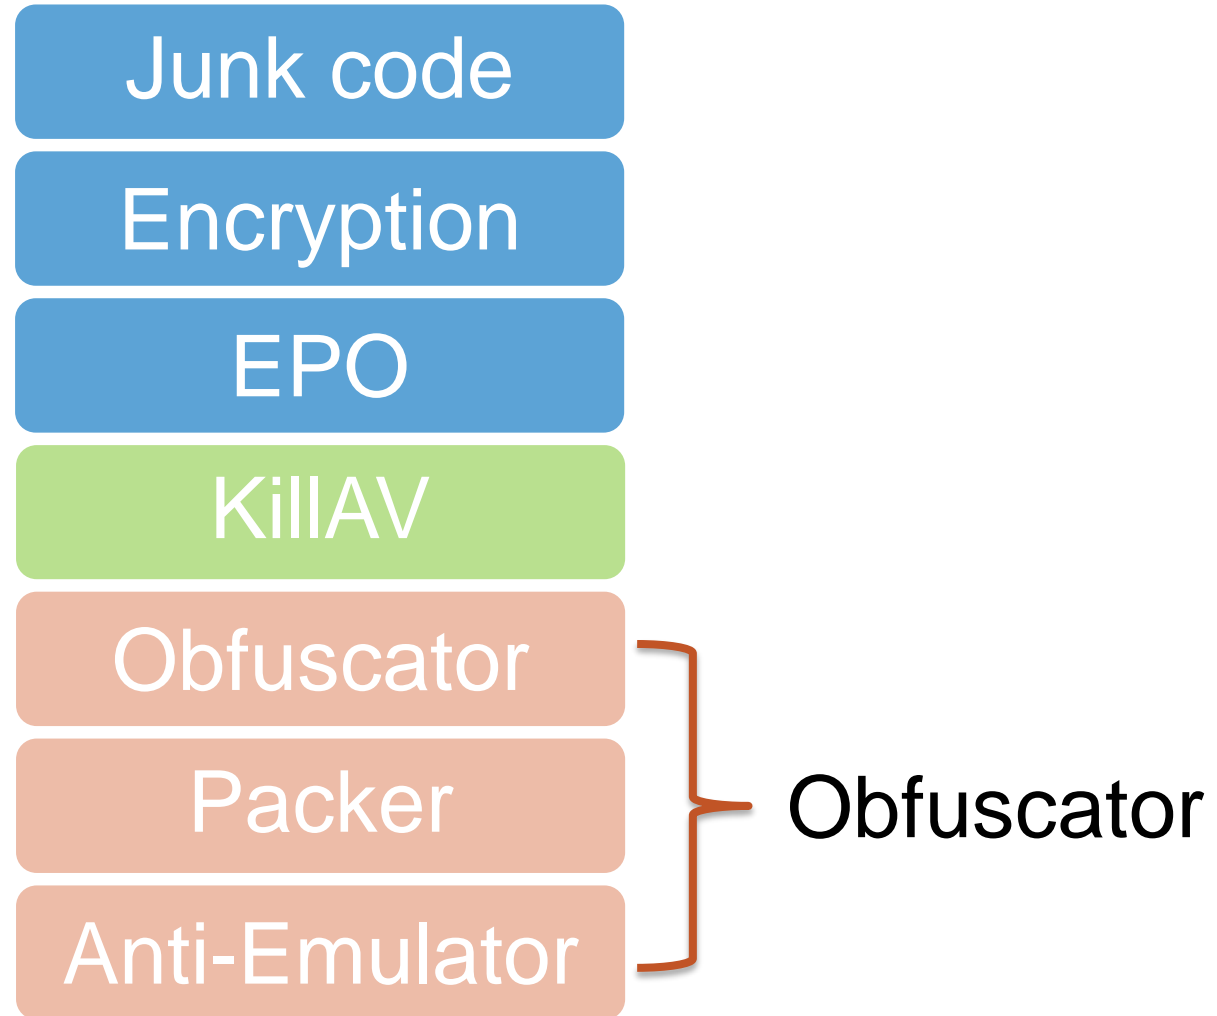 Junk code
Encryption
EPO
KillAV
Obfuscator
Packer
Obfuscator
Anti-Emulator